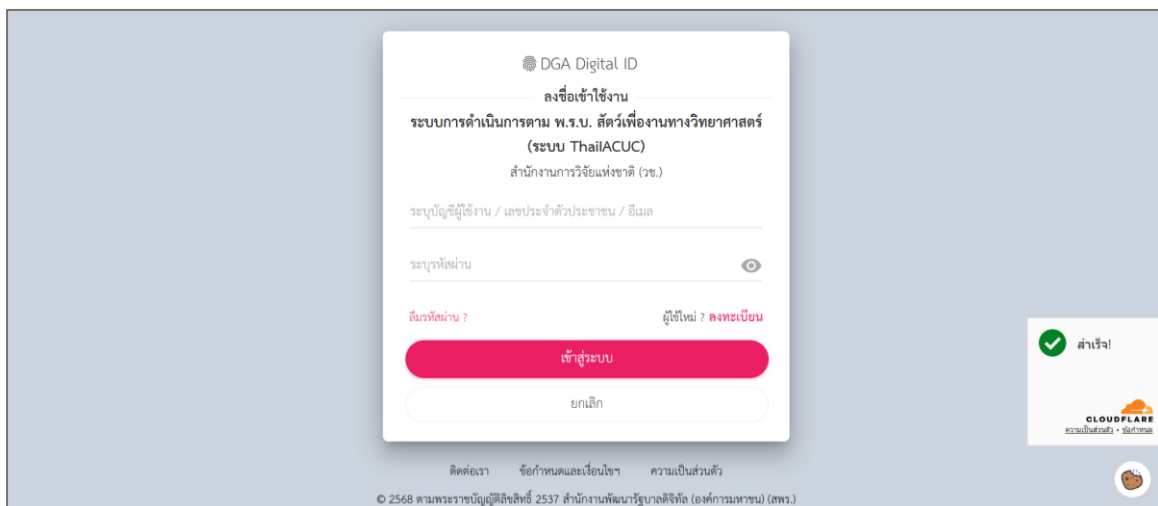 DGA Digital ID
ลงชื่อเข้าใช้งาน
ระบบการดำเนินการตาม พ.ร.บ. สัตว์เพื่องานทางวิทยาศาสตร์
(ระบบ ThaiIACUC)
สำนักงานการวิจัยแห่งชาติ (วช.)
ระบุบัญชีผู้ใช้งาน / เลขประจำตัวประชาชน / อีเมล
ระบุรหัสผ่าน
ลืมรหัสผ่าน ? ผู้ใช้ใหม่ ? ลงทะเบียน
เข้าสู่ระบบ
ยกเลิก
สำเร็จ!
CLOUDFLARE
ความเป็นส่วนตัว • ข้อกำหนด
ติดต่อเรา ข้อกำหนดและเงื่อนไขฯ ความเป็นส่วนตัว
© 2568 ตามพระราชบัญญัติลิขสิทธิ์ 2537 สำนักงานพัฒนารัฐบาลดิจิทัล (องค์การมหาชน) (สพร.)